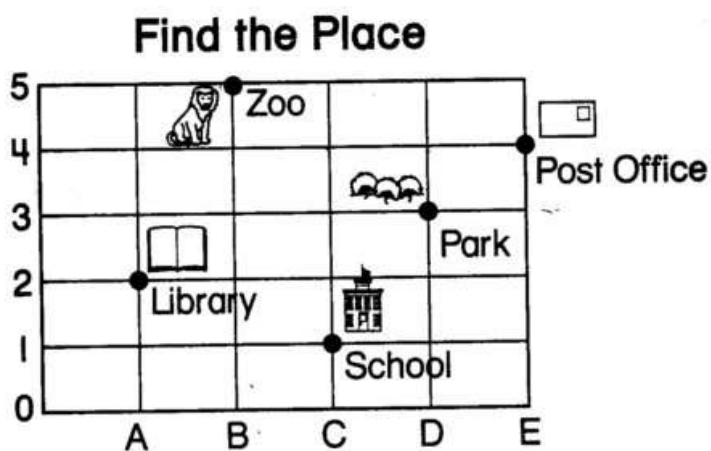 Find the Place
5
Zoo
4
Post Office
3
Park
2
Library
1
School
0
A B C D E